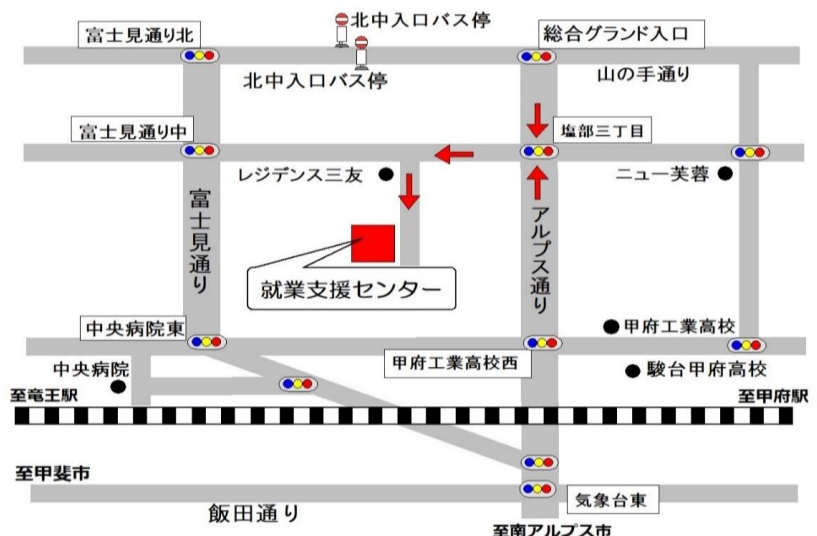 北中入口バス停
富士見通り北
総合グランド入口
北中入口バス停
山の手通り
富士見通り中
塩部三丁目
レジデンス三友
ニュー芙蓉
富士見通り
アルプス通り
就業支援センター
中央病院東
甲府工業高校
中央病院
甲府工業高校西
駿台甲府高校
至竜王駅
至甲府駅
至甲斐市
気象台東
飯田通り
至南アルプス市